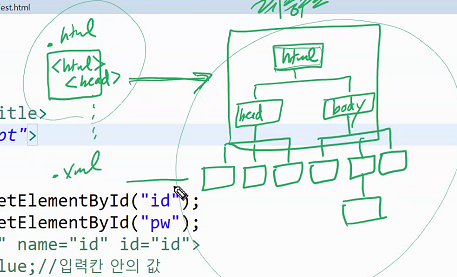 est.html
.html
<html>
<head>
html
head
body
.xml
itle>
pt">
etElementById("id");
etElementById("pw");
" name="id" id="id">
lue;//입력칸 안의 값